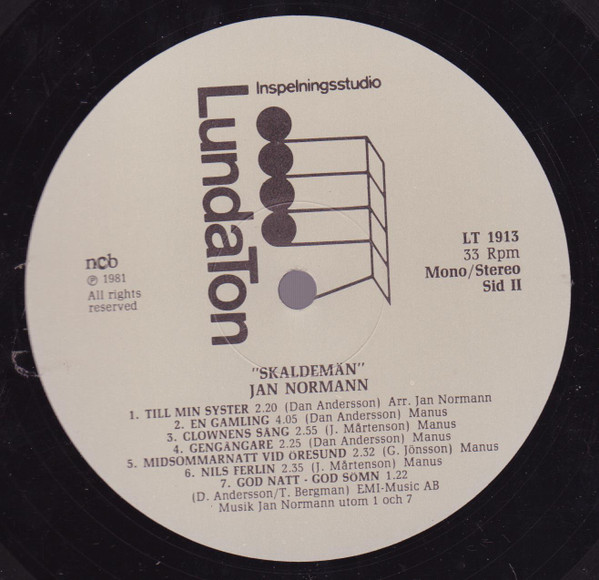 Inspelningsstudio
LundaTon
ncb
℗ 1981
All rights
reserved
LT 1913
33 Rpm
Mono/Stereo
Sid II
"SKALDEMÄN"
JAN NORMANN
1. TILL MIN SYSTER 2.20 (Dan Andersson) Arr. Jan Normann
2. EN GAMLING 4.05 (Dan Andersson) Manus
3. CLOWNENS SÅNG 2.55 (J. Mårtenson) Manus
4. GENGÅNGARE 2.25 (Dan Andersson) Manus
5. MIDSOMMARNATT VID ÖRESUND 2.32 (G. Jönsson) Manus
6. NILS FERLIN 2.35 (J. Mårtenson) Manus
7. GOD NATT - GOD SÖMN 1.22
(D. Andersson/T. Bergman) EMI-Music AB
Musik Jan Normann utom 1 och 7